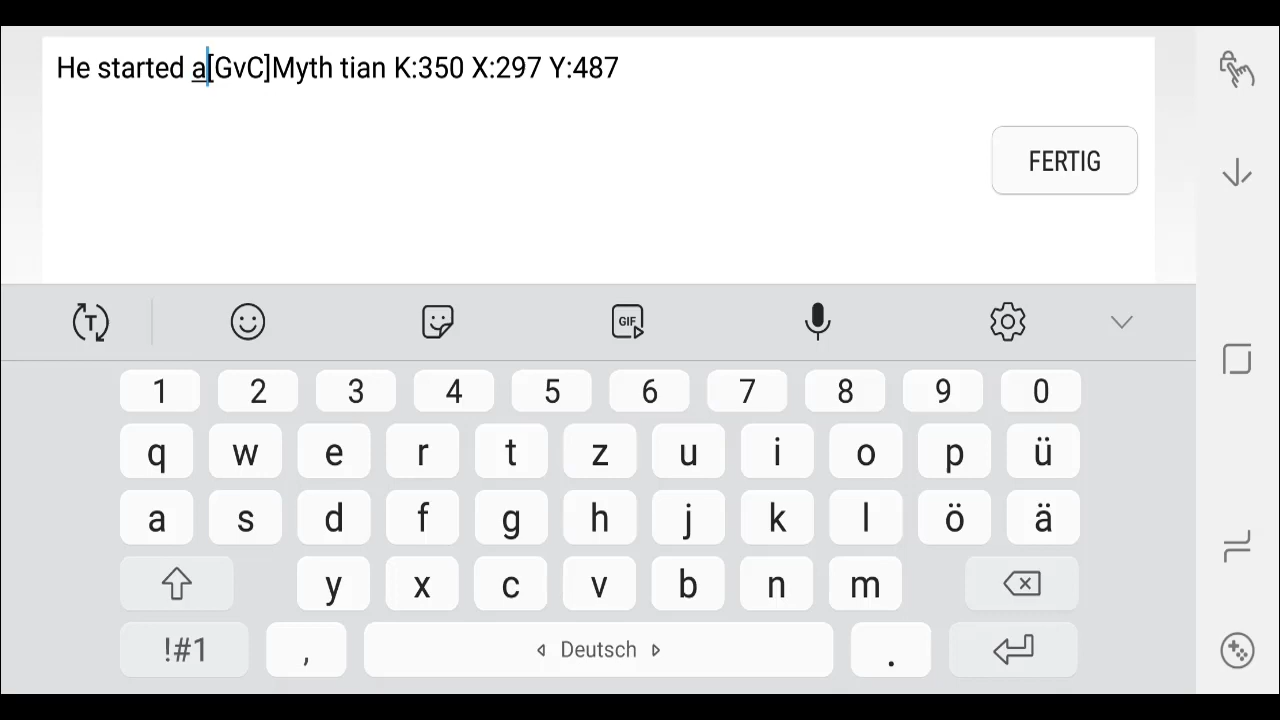 He started a[GvC]Myth tian K:350 X:297 Y:487
FERTIG
T
GIF
1 2 3 4 5 6 7 8 9 0
q w e r t z u i o p ü
a s d f g h j k l ö ä
y x c v b n m
!#1 , Deutsch .